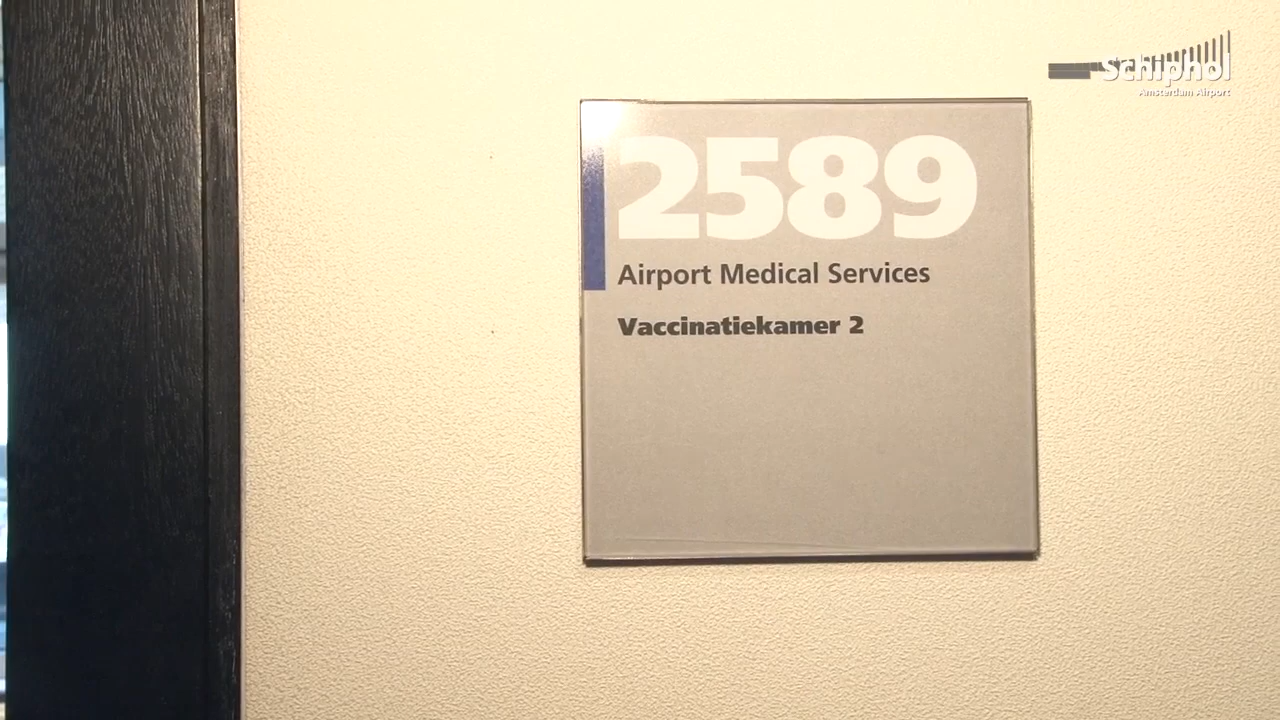 Schiphol
Amsterdam Airport
2589
Airport Medical Services
Vaccinatiekamer 2